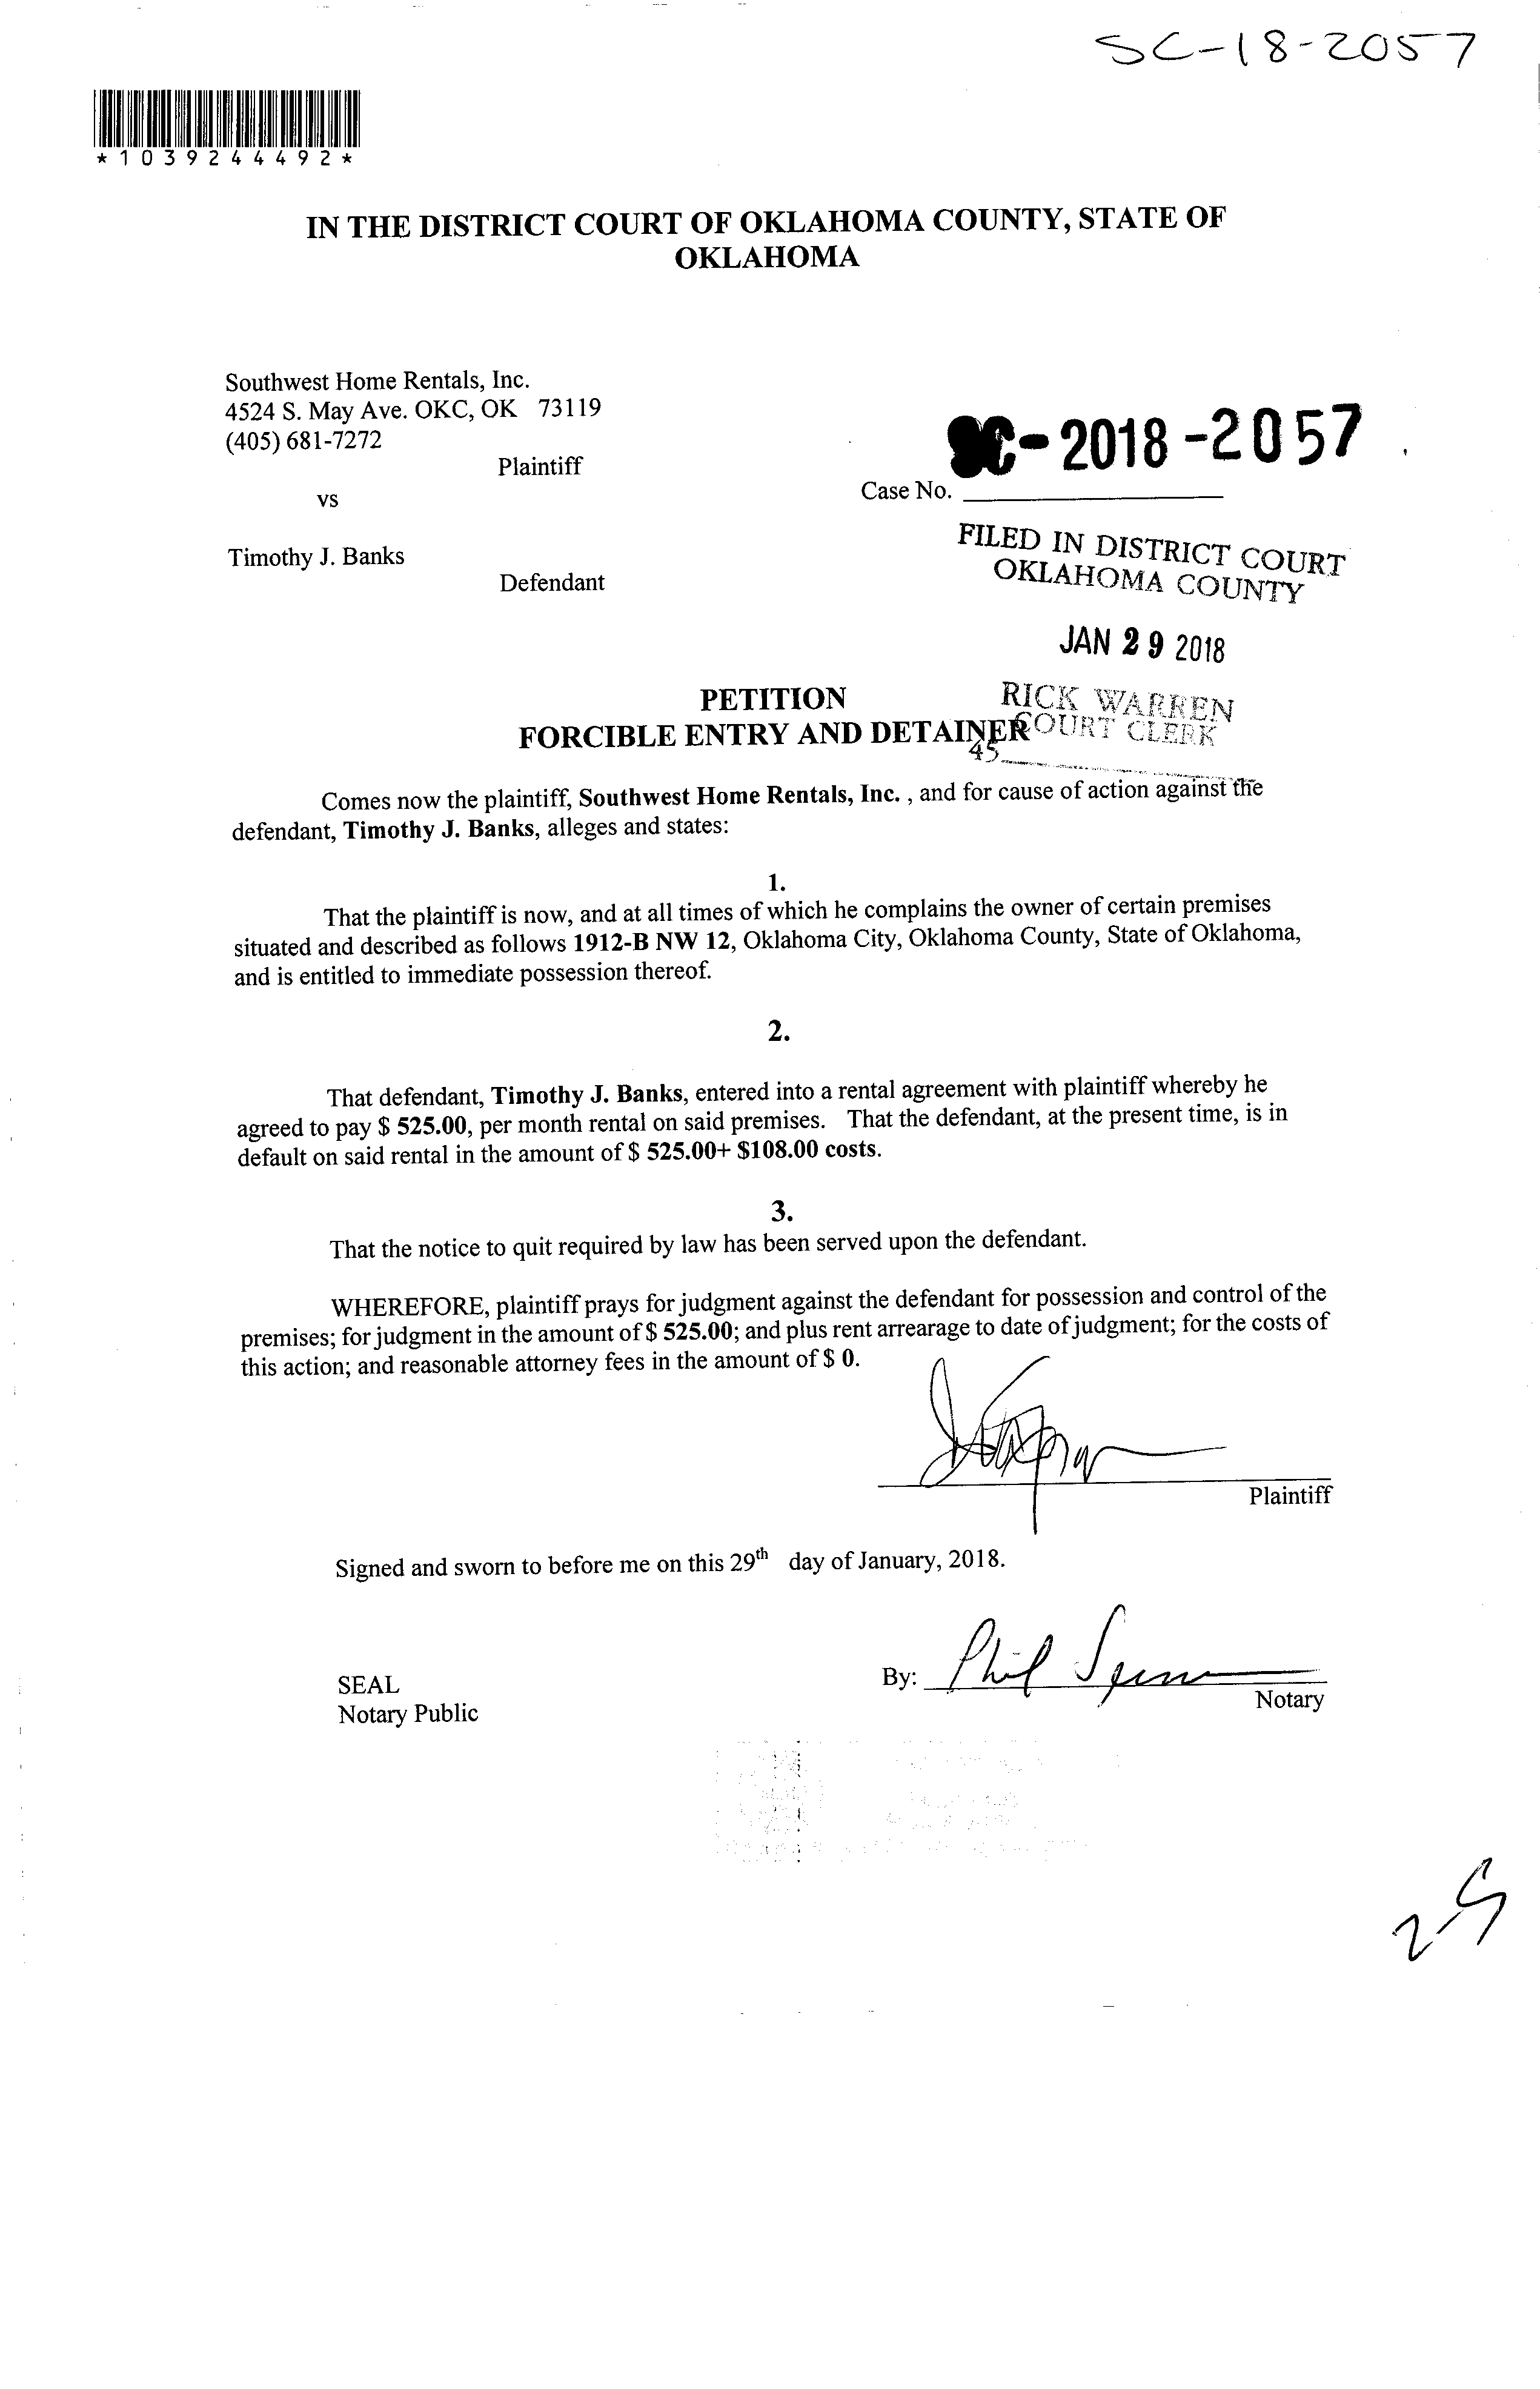 SC-18-2057
*1039244492*
IN THE DISTRICT COURT OF OKLAHOMA COUNTY, STATE OF
OKLAHOMA
Southwest Home Rentals, Inc.
4524 S. May Ave. OKC, OK 73119
(405) 681-7272
Plaintiff
vs
Timothy J. Banks
Defendant
SC-2018-2057
Case No.
FILED IN DISTRICT COURT
OKLAHOMA COUNTY
JAN 29 2018
RICK WARREN
COURT CLERK
45
PETITION
FORCIBLE ENTRY AND DETAINER
Comes now the plaintiff, Southwest Home Rentals, Inc. , and for cause of action against the
defendant, Timothy J. Banks, alleges and states:
1.
That the plaintiff is now, and at all times of which he complains the owner of certain premises
situated and described as follows 1912-B NW 12, Oklahoma City, Oklahoma County, State of Oklahoma,
and is entitled to immediate possession thereof.
2.
That defendant, Timothy J. Banks, entered into a rental agreement with plaintiff whereby he
agreed to pay $ 525.00, per month rental on said premises. That the defendant, at the present time, is in
default on said rental in the amount of $ 525.00+ $108.00 costs.
3.
That the notice to quit required by law has been served upon the defendant.
WHEREFORE, plaintiff prays for judgment against the defendant for possession and control of the
premises; for judgment in the amount of $ 525.00; and plus rent arrearage to date of judgment; for the costs of
this action; and reasonable attorney fees in the amount of $ 0.
Plaintiff
Signed and sworn to before me on this 29th day of January, 2018.
By: Phil
Notary
SEAL
Notary Public